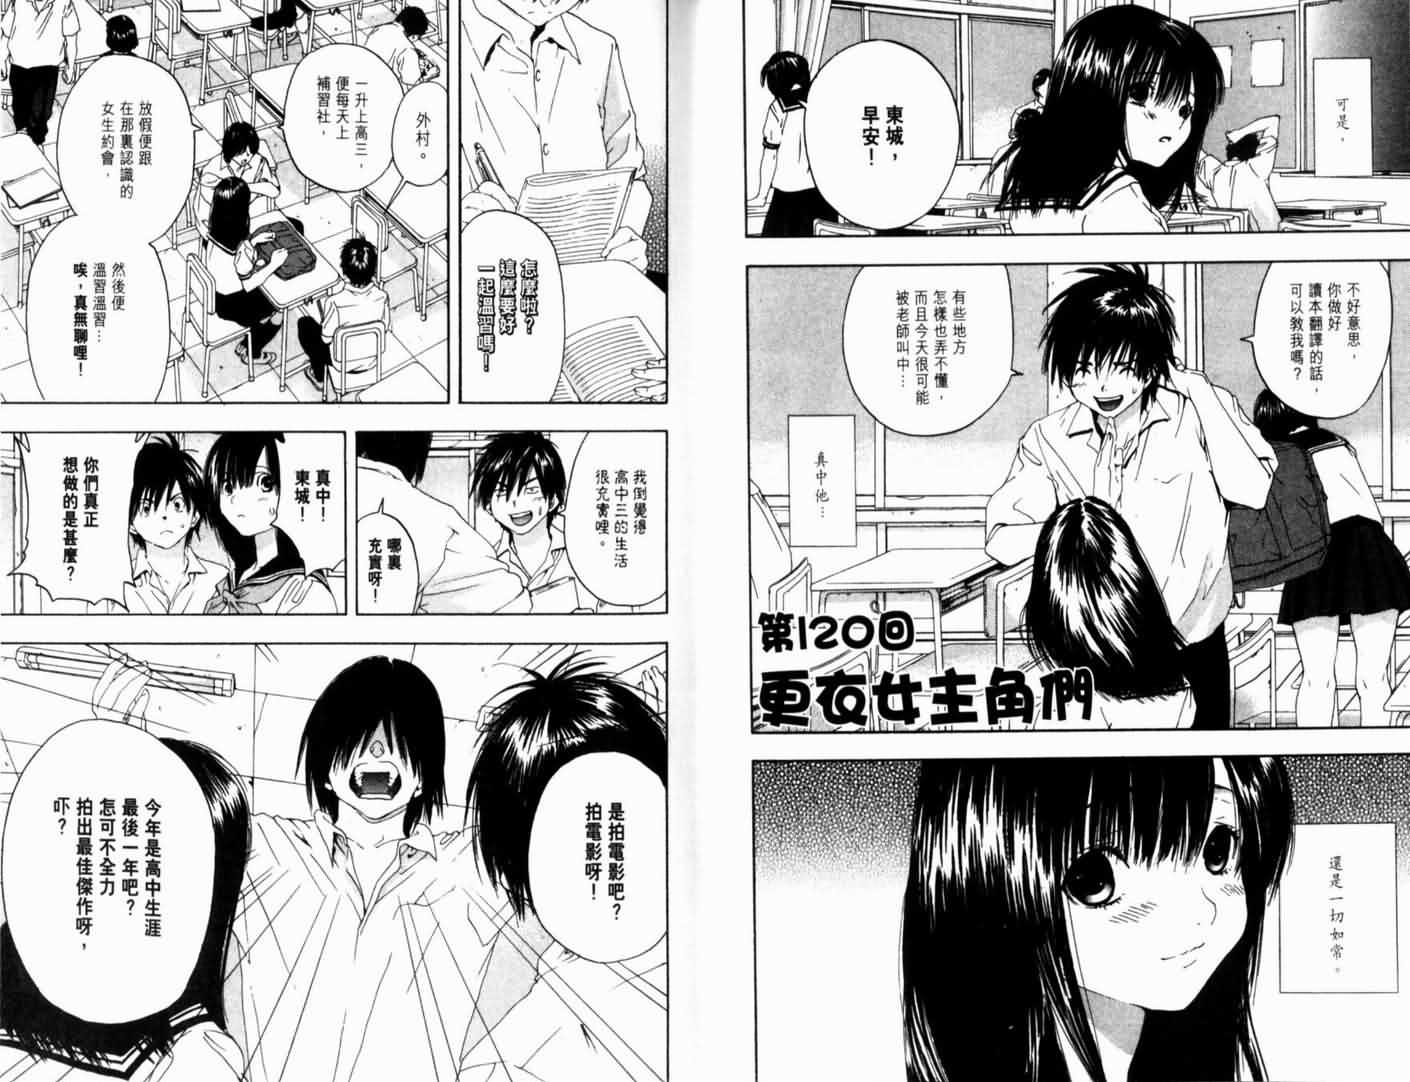 可是，
東城，
早安！
不好意思，
你做好
讀本翻譯的話，
可以教我嗎？
有些地方
怎樣也弄不懂，
而且今天很可能
被老師叫中…
真中他…
第120回
更衣女主角們
還是一切如常。
怎麼啦？
這麼要好
一起溫習嗎！
外村。
一升上高三，
便每天上
補習社，
放假便跟
在那裏認識的
女生約會，
然後便
溫習溫習…
唉，真無聊哩！
我倒覺得
高中三的生活
很充實哩。
哪裏
充實呀！
真中！
東城！
你們真正
想做的是甚麼？
是拍電影吧？
拍電影呀！
今年是高中生涯
最後一年吧？
怎可不全力
拍出最佳傑作呀，
吓？